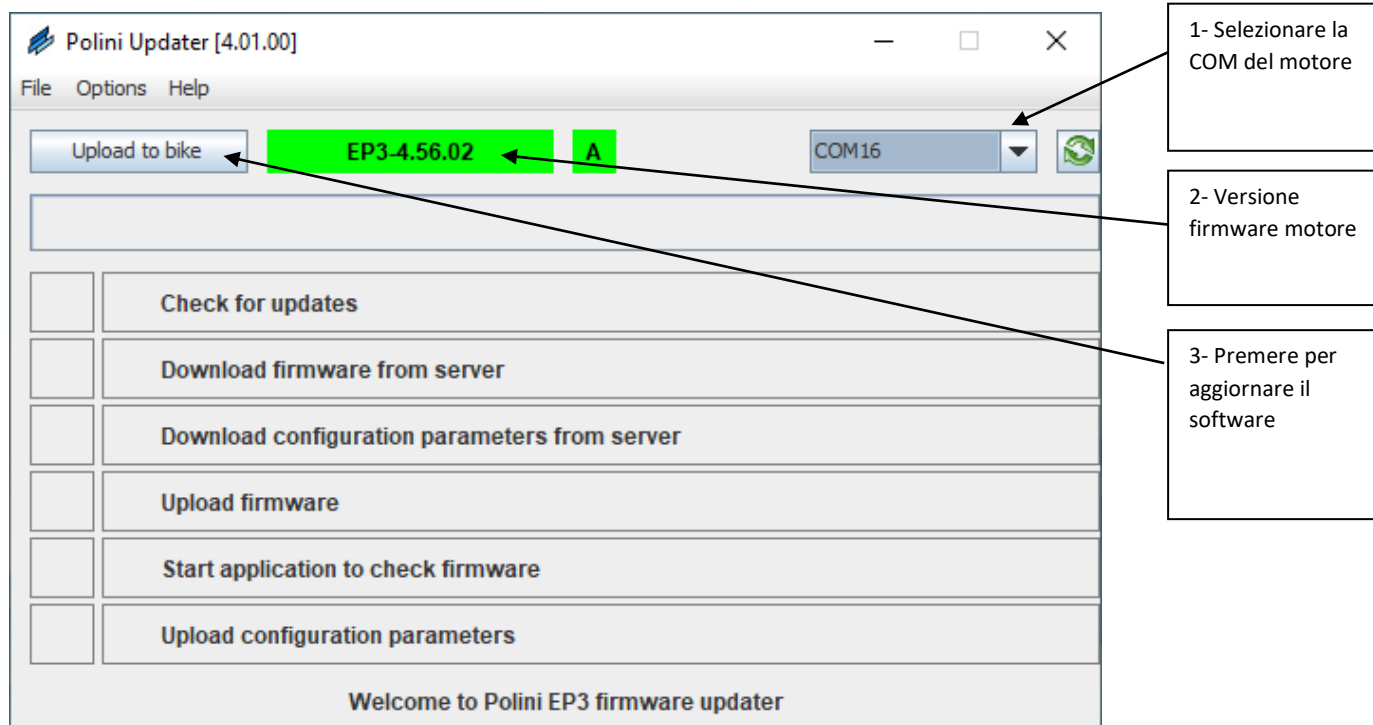 Polini Updater [4.01.00]
File Options Help
Upload to bike
EP3-4.56.02
A
COM16
Check for updates
Download firmware from server
Download configuration parameters from server
Upload firmware
Start application to check firmware
Upload configuration parameters
Welcome to Polini EP3 firmware updater
1- Selezionare la
COM del motore
2- Versione
firmware motore
3- Premere per
aggiornare il
software